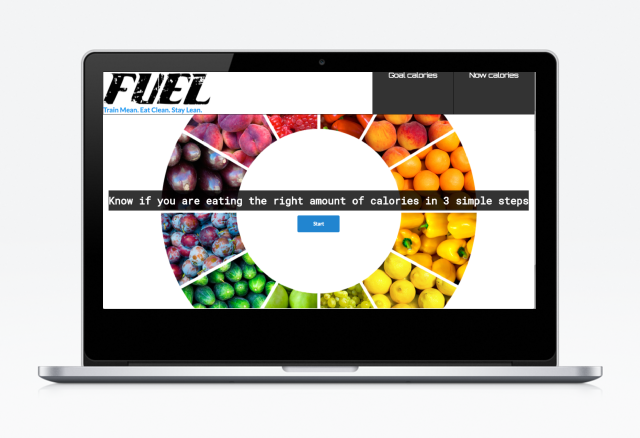 FUEL
Train Mean. Eat Clean. Stay Lean.
Goal calories
Now calories
Know if you are eating the right amount of calories in 3 simple steps
Start